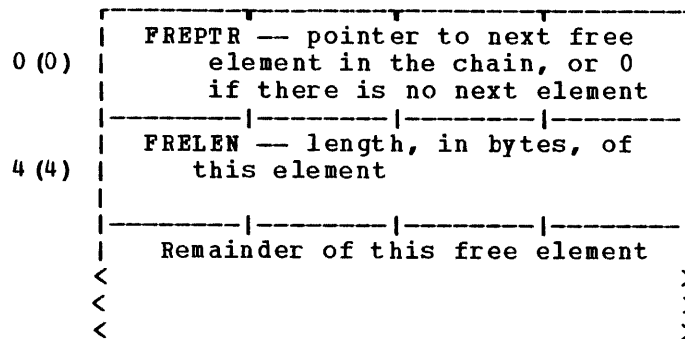 FREPTR — pointer to next free
0 (0) element in the chain, or 0
if there is no next element
FRELEN — length, in bytes, of
4 (4) this element
Remainder of this free element